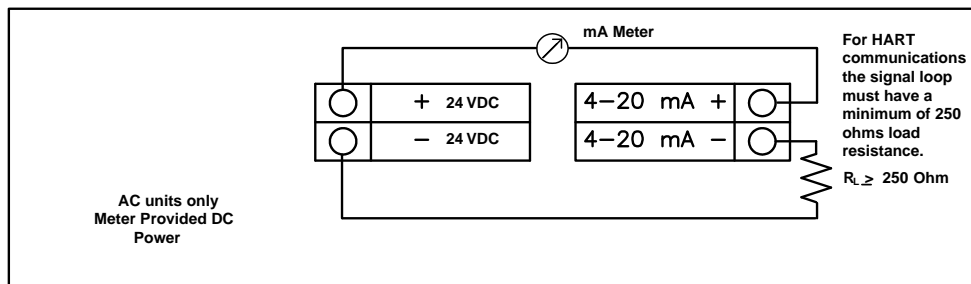 mA Meter
+ 24 VDC
− 24 VDC
4−20 mA +
4−20 mA −
For HART
communications
the signal loop
must have a
minimum of 250
ohms load
resistance.
RL ≥ 250 Ohm
AC units only
Meter Provided DC
Power